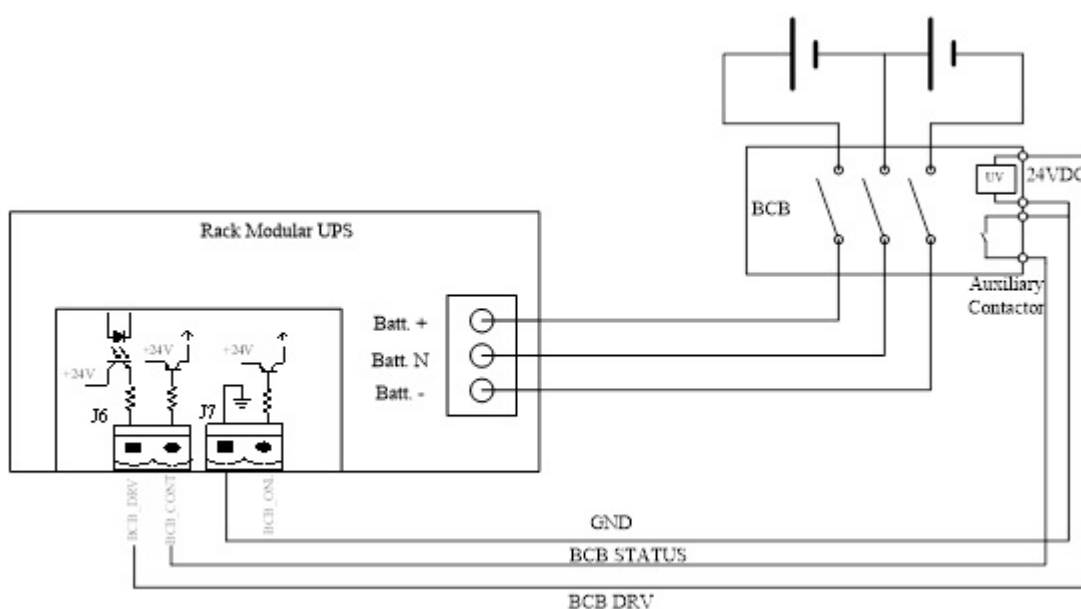 UV
24VDC
BCB
Rack Modular UPS
Auxiliary
Contactor
Batt. +
Batt. N
Batt. -
+24V
+24V
+24V
J6
J7
BCB_DRV
BCB_CONT
BCB_ONL
GND
BCB STATUS
BCB DRV